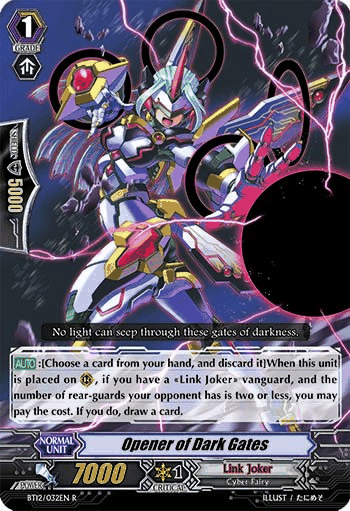 1
GRADE
SHIELD
5000
No light can seep through these gates of darkness.
AUTO:[Choose a card from your hand, and discard it]When this unit
is placed on R, if you have a «Link Joker» vanguard, and the
number of rear-guards your opponent has is two or less, you may
pay the cost. If you do, draw a card.
NORMAL UNIT
Opener of Dark Gates
POWER
7000
1
CRITICAL
Link Joker
Cyber Fairy
BT12/032EN R
ILLUST / たにめそ